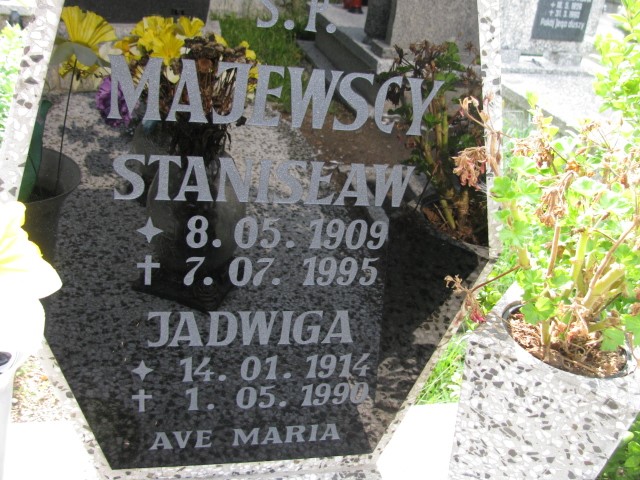 Ś. P.
MAJEWSCY
STANISŁAW
8. 05. 1909
† 7. 07. 1995
JADWIGA
14. 01. 1914
† 1. 05. 1990
AVE MARIA